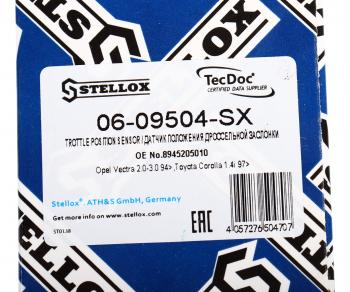 STELLOX
TecDoc
CERTIFIED DATA SUPPLIER
06-09504-SX
TROTTLE POSITION SENSOR / ДАТЧИК ПОЛОЖЕНИЯ ДРОССЕЛЬНОЙ ЗАСЛОНКИ
OE No.8945205010
Opel Vectra 2.0-3.0 94>,Toyota Corolla 1.4i 97>
Stellox® ATH&S GmbH, Germany
Get more info on www.stellox.com
ST01.18
EAC
4 057276 504707